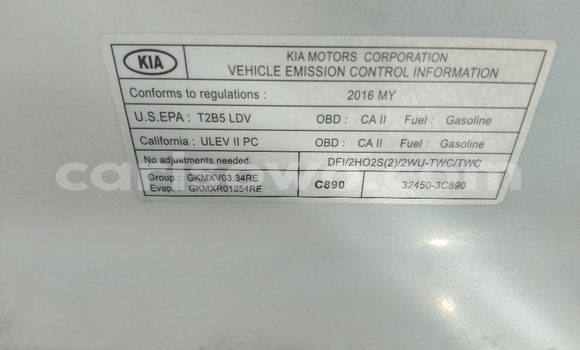 KIA KIA MOTORS CORPORATION
VEHICLE EMISSION CONTROL INFORMATION
Conforms to regulations : 2016 MY
U.S.EPA : T2B5 LDV OBD : CA II Fuel : Gasoline
California : ULEV II PC OBD : CA II Fuel : Gasoline
No adjustments needed. DFI/2HO2S(2)/2WU-TWC/TWC
Group : GKMXV03.34RE C890 32450-3C890
Evap. : GKMXR01354RE